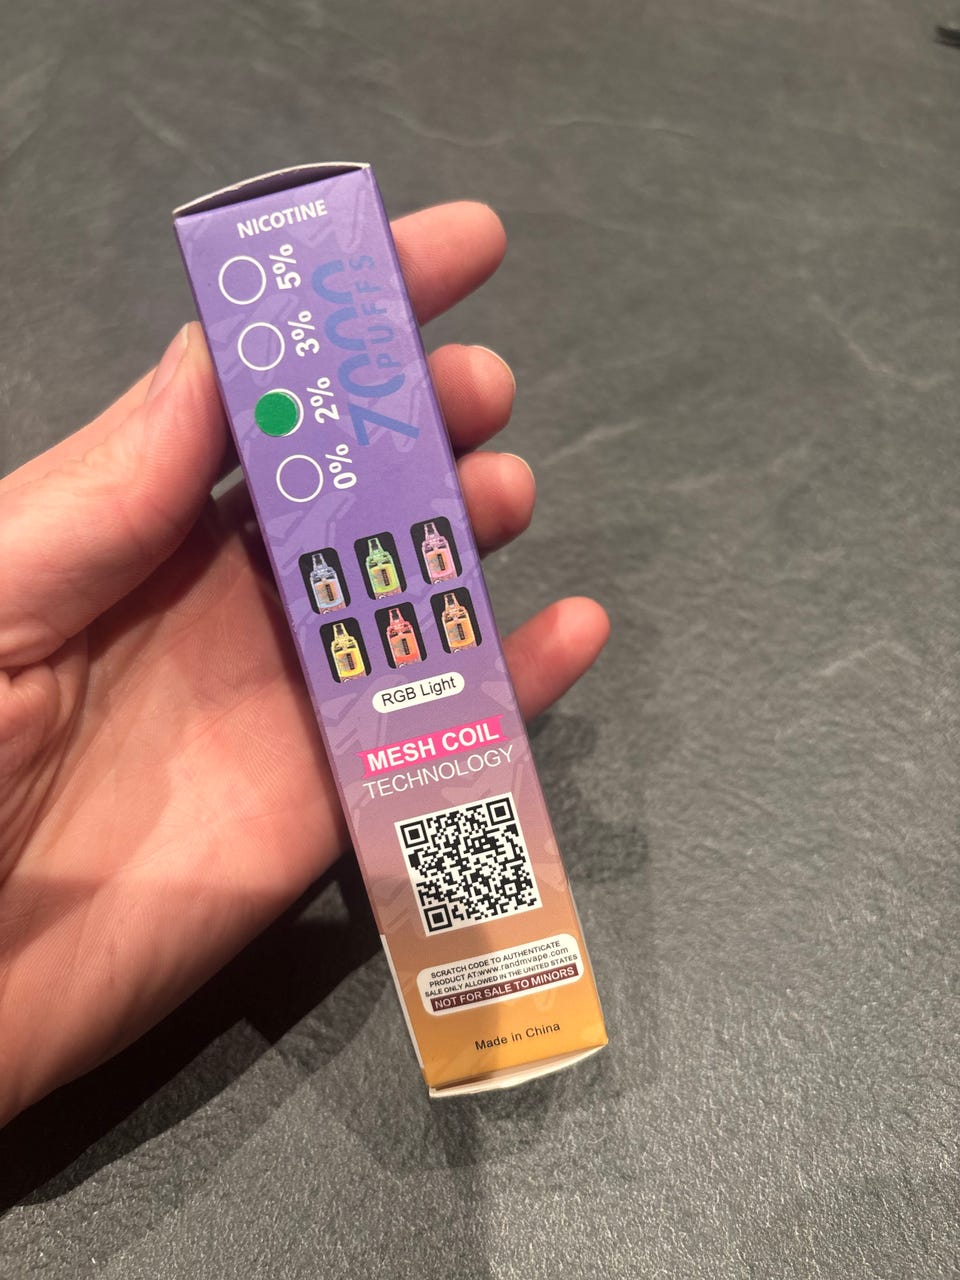 NICOTINE
5%
3%
2%
0%
7000
PUFFS
RGB Light
MESH COIL
TECHNOLOGY
SCRATCH CODE TO AUTHENTICATE
PRODUCT AT:www.randmvape.com
SALE ONLY ALLOWED IN THE UNITED STATES
NOT FOR SALE TO MINORS
Made in China